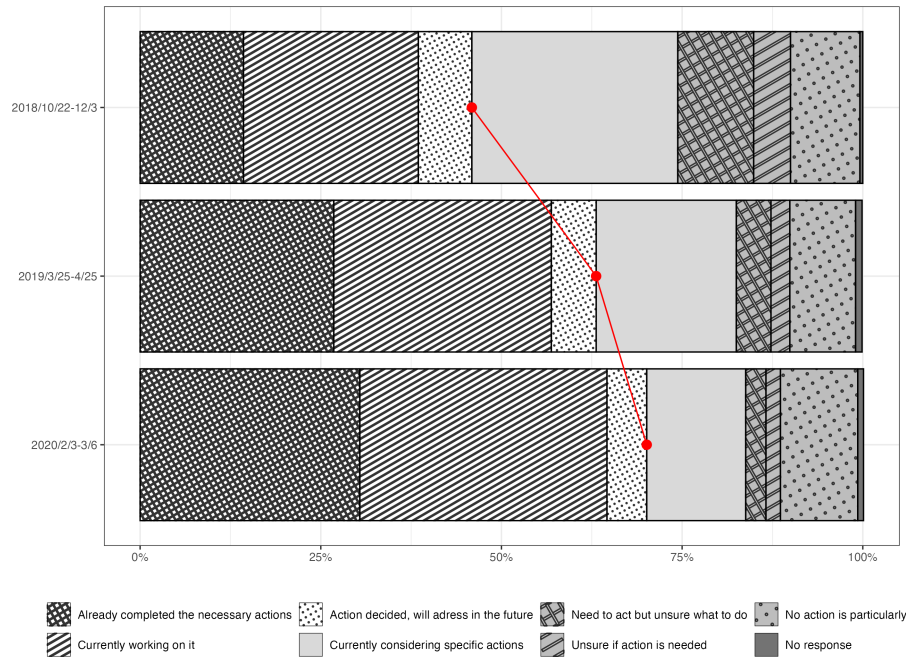 2018/10/22-12/3
2019/3/25-4/25
2020/2/3-3/6
0% 25% 50% 75% 100%
Already completed the necessary actions Action decided, will adress in the future Need to act but unsure what to do No action is particularly
Currently working on it Currently considering specific actions Unsure if action is needed No response